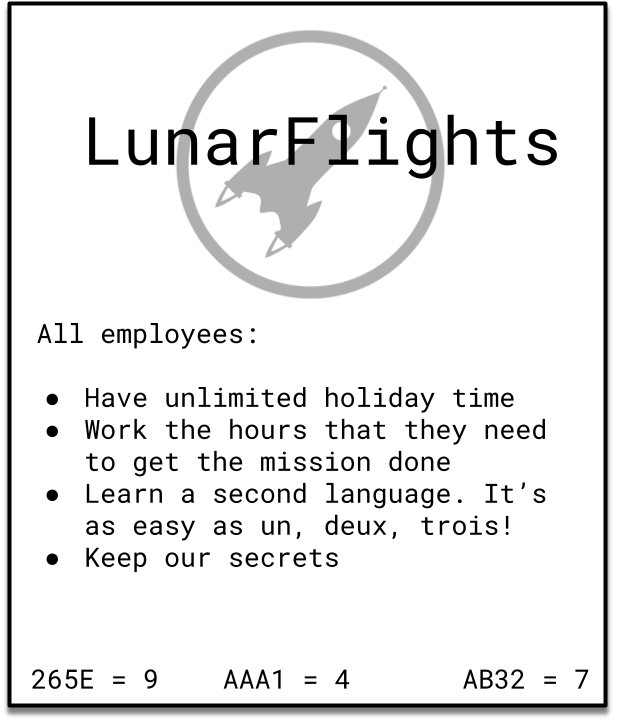 LunarFlights
All employees:
● Have unlimited holiday time
● Work the hours that they need
to get the mission done
● Learn a second language. It’s
as easy as un, deux, trois!
● Keep our secrets
265E = 9 AAA1 = 4 AB32 = 7